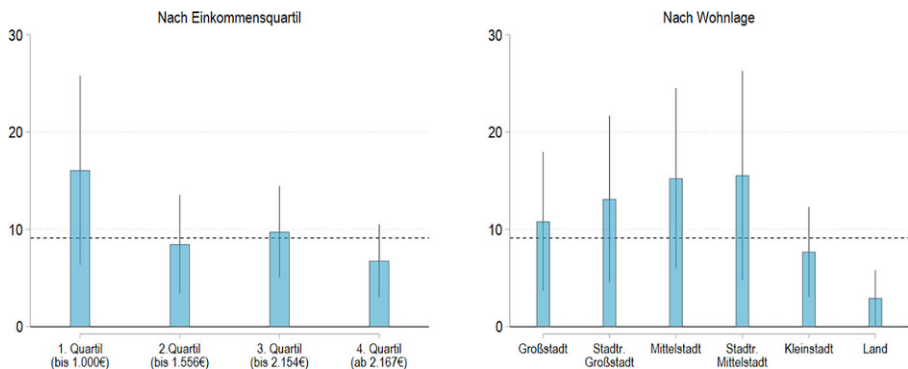 Nach Einkommensquartil
30
20
10
0
1. Quartil
(bis 1.000€)
2.Quartil
(bis 1.556€)
3. Quartil
(bis 2.154€)
4. Quartil
(ab 2.167€)
Nach Wohnlage
30
20
10
0
Großstadt
Stadtr.
Großstadt
Mittelstadt
Stadtr.
Mittelstadt
Kleinstadt
Land